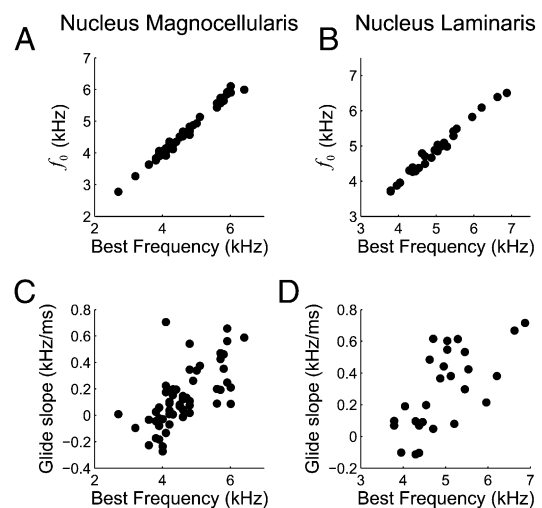 Nucleus Magnocellularis
Nucleus Laminaris
A
B
7
6
5
4
3
2
f₀ (kHz)
2 4 6
Best Frequency (kHz)
7
6
5
4
3
f₀ (kHz)
3 4 5 6 7
Best Frequency (kHz)
C
D
0.8
0.6
0.4
0.2
0
−0.2
−0.4
Glide slope (kHz/ms)
2 4 6
Best Frequency (kHz)
0.8
0.6
0.4
0.2
0
−0.2
Glide slope (kHz/ms)
3 4 5 6 7
Best Frequency (kHz)